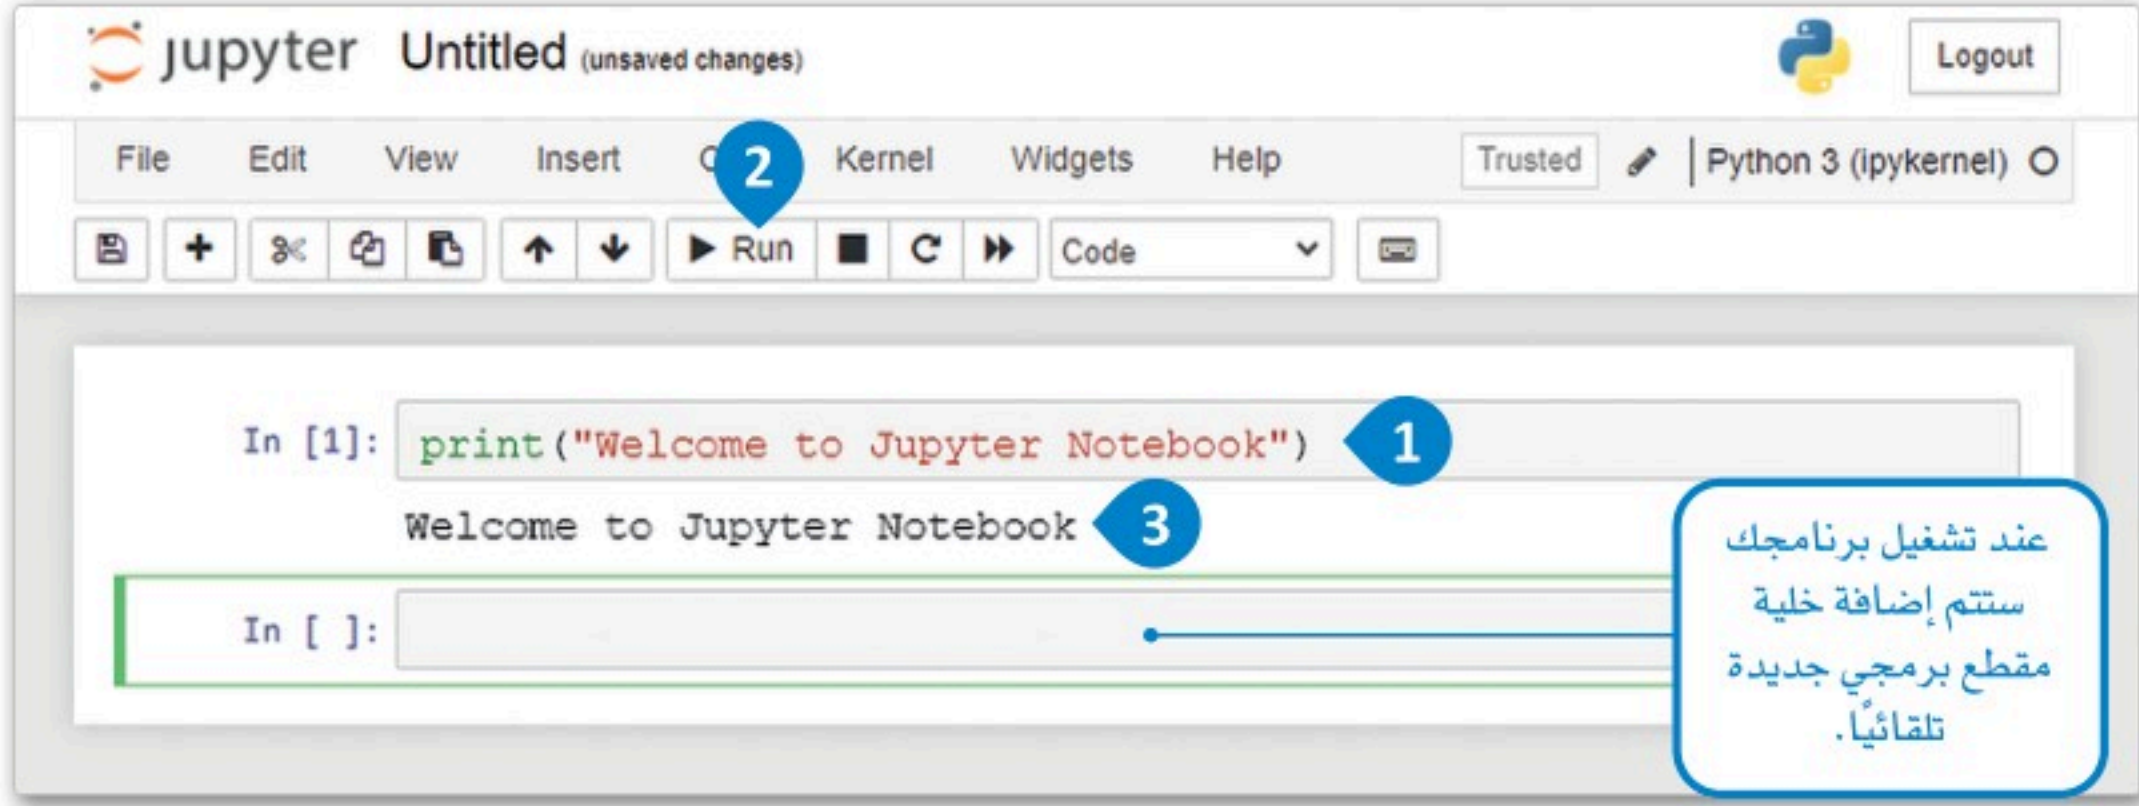 jupyter Untitled (unsaved changes)
Logout
File Edit View Insert 2 Kernel Widgets Help Trusted Python 3 (ipykernel)
Run Code
In [1]: print("Welcome to Jupyter Notebook") 1
Welcome to Jupyter Notebook 3
In [ ]:
عند تشغيل برنامجك
ستتم إضافة خلية
مقطع برمجي جديدة
تلقائيًا.